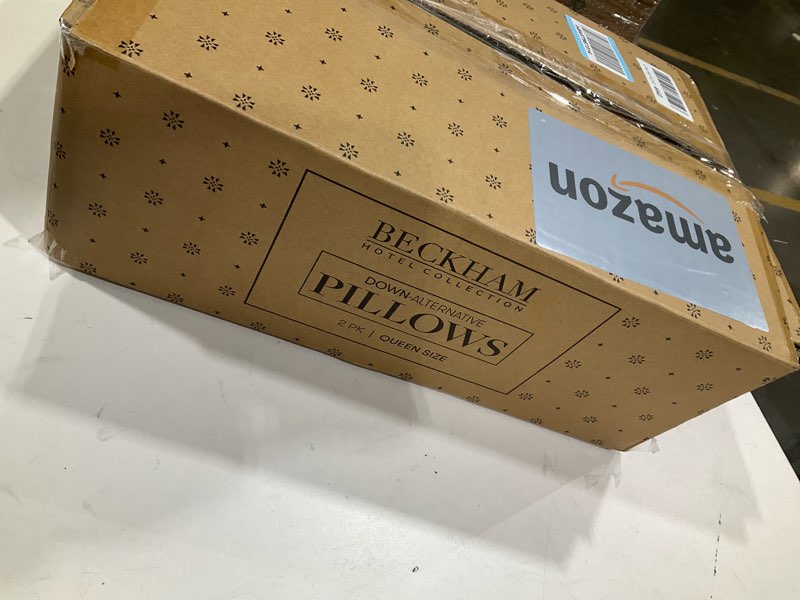 BECKHAM
HOTEL COLLECTION
DOWN-ALTERNATIVE
PILLOWS
2 PK | QUEEN SIZE
amazon